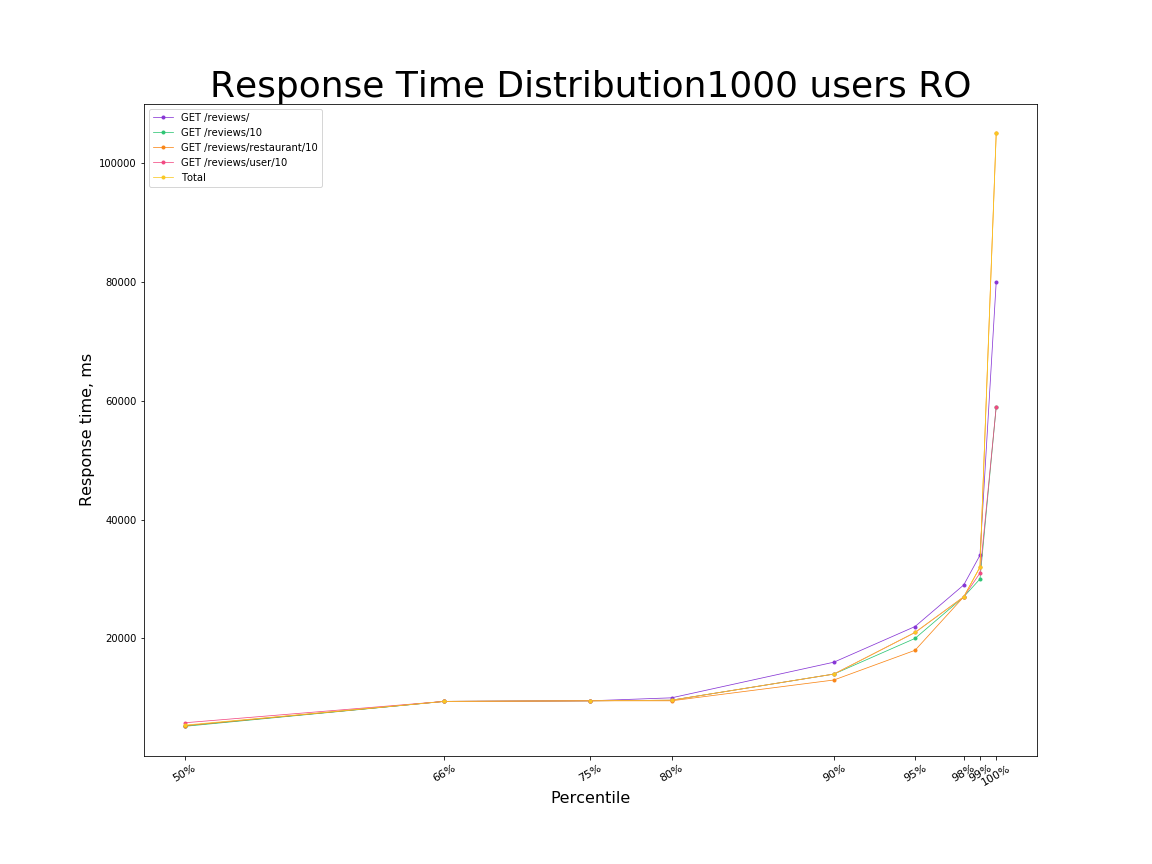 Response Time Distribution1000 users RO
GET /reviews/
GET /reviews/10
GET /reviews/restaurant/10
GET /reviews/user/10
Total
100000
80000
60000
40000
20000
Response time, ms
50%
66%
75%
80%
90%
95%
98%
99%
100%
Percentile